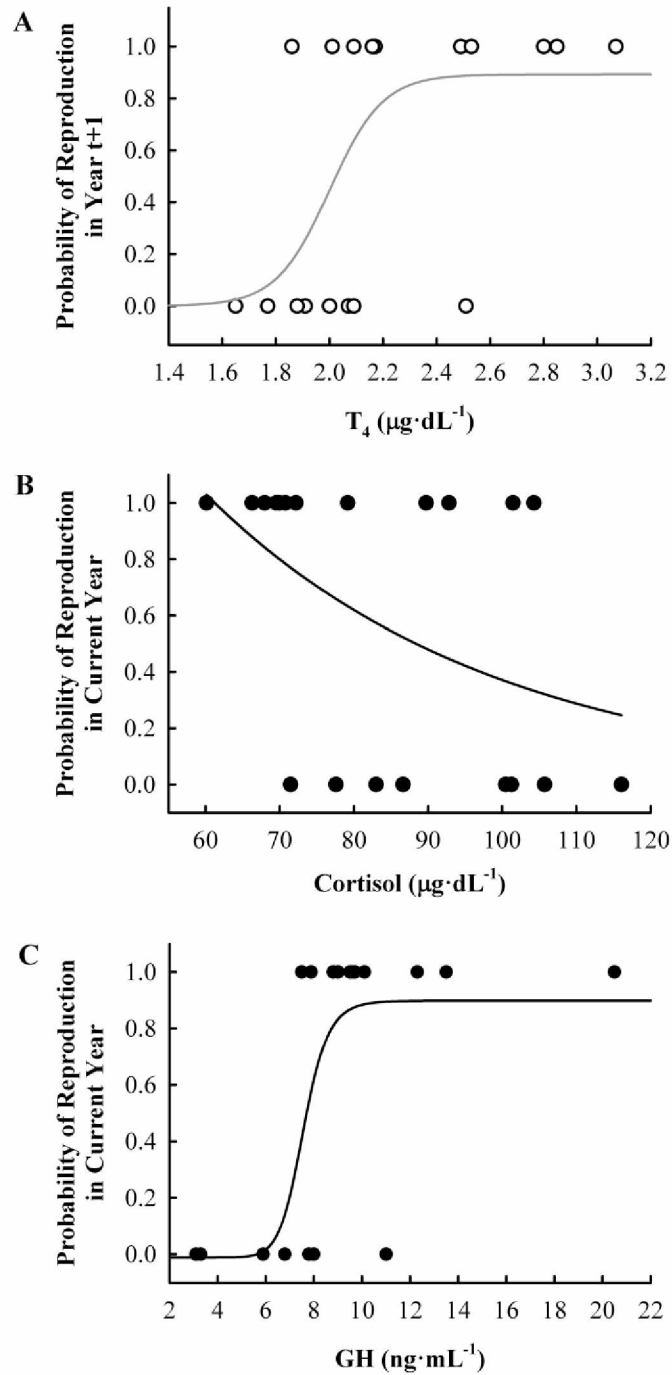 A
Probability of Reproduction
in Year t+1
1.0
0.8
0.6
0.4
0.2
0.0
1.4 1.6 1.8 2.0 2.2 2.4 2.6 2.8 3.0 3.2
T₄ (μg·dL⁻¹)
B
Probability of Reproduction
in Current Year
1.0
0.8
0.6
0.4
0.2
0.0
60 70 80 90 100 110 120
Cortisol (μg·dL⁻¹)
C
Probability of Reproduction
in Current Year
1.0
0.8
0.6
0.4
0.2
0.0
2 4 6 8 10 12 14 16 18 20 22
GH (ng·mL⁻¹)